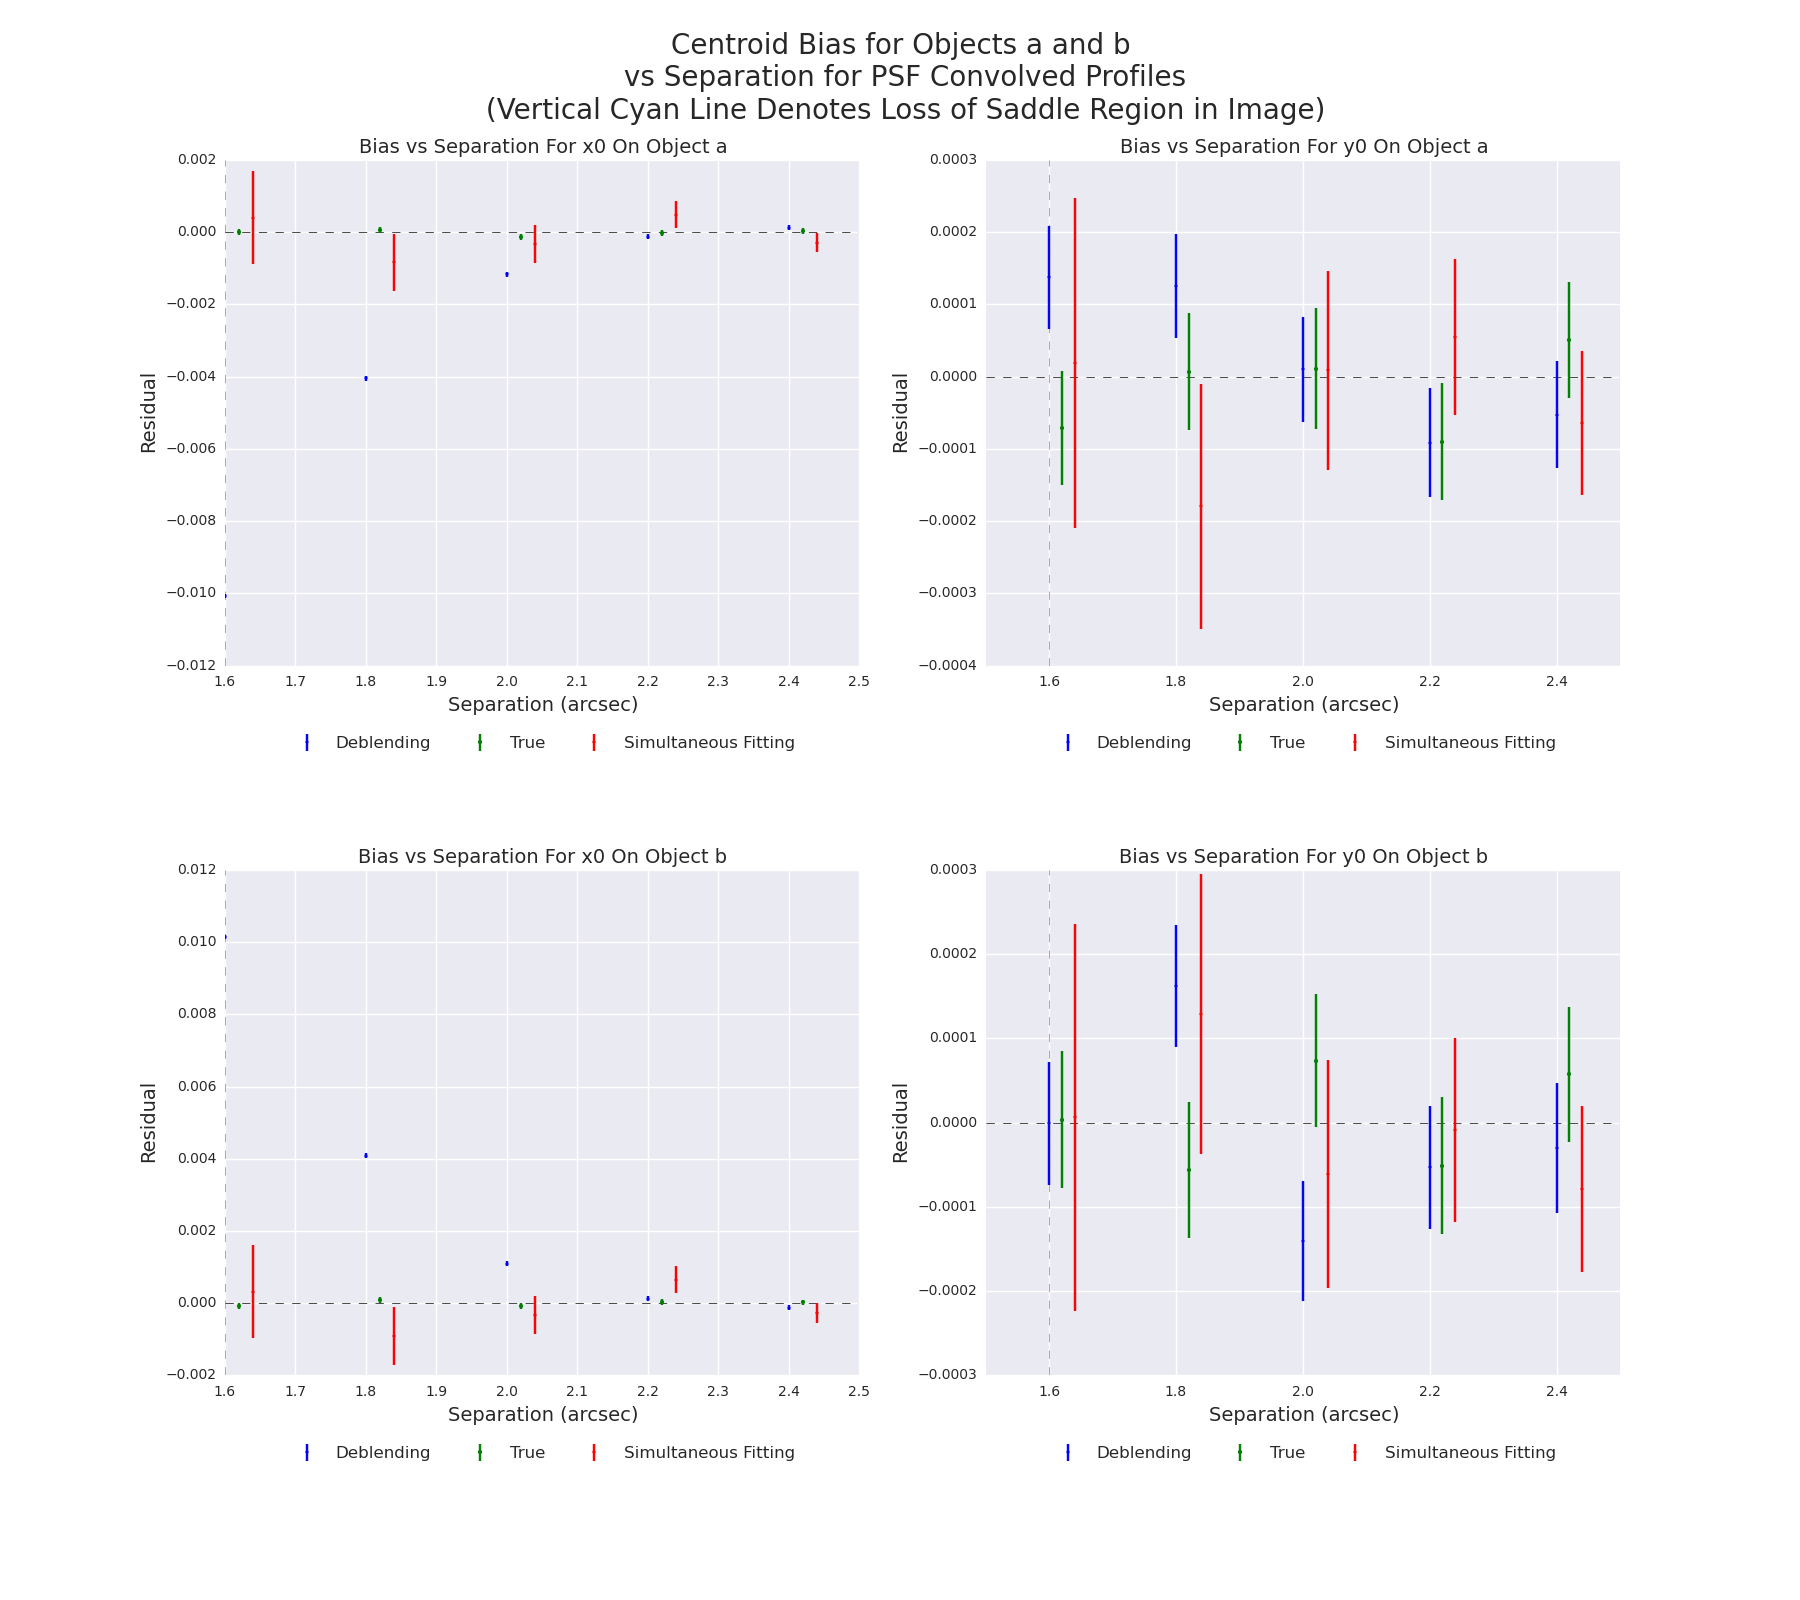 Centroid Bias for Objects a and b
vs Separation for PSF Convolved Profiles
(Vertical Cyan Line Denotes Loss of Saddle Region in Image)
Bias vs Separation For x0 On Object a
0.002
0.000
−0.002
−0.004
−0.006
−0.008
−0.010
−0.012
Residual
1.6 1.7 1.8 1.9 2.0 2.1 2.2 2.3 2.4 2.5
Separation (arcsec)
Deblending True Simultaneous Fitting
Bias vs Separation For y0 On Object a
0.0003
0.0002
0.0001
0.0000
−0.0001
−0.0002
−0.0003
−0.0004
Residual
1.6 1.8 2.0 2.2 2.4
Separation (arcsec)
Deblending True Simultaneous Fitting
Bias vs Separation For x0 On Object b
0.012
0.010
0.008
0.006
0.004
0.002
0.000
−0.002
Residual
1.6 1.7 1.8 1.9 2.0 2.1 2.2 2.3 2.4 2.5
Separation (arcsec)
Deblending True Simultaneous Fitting
Bias vs Separation For y0 On Object b
0.0003
0.0002
0.0001
0.0000
−0.0001
−0.0002
−0.0003
Residual
1.6 1.8 2.0 2.2 2.4
Separation (arcsec)
Deblending True Simultaneous Fitting